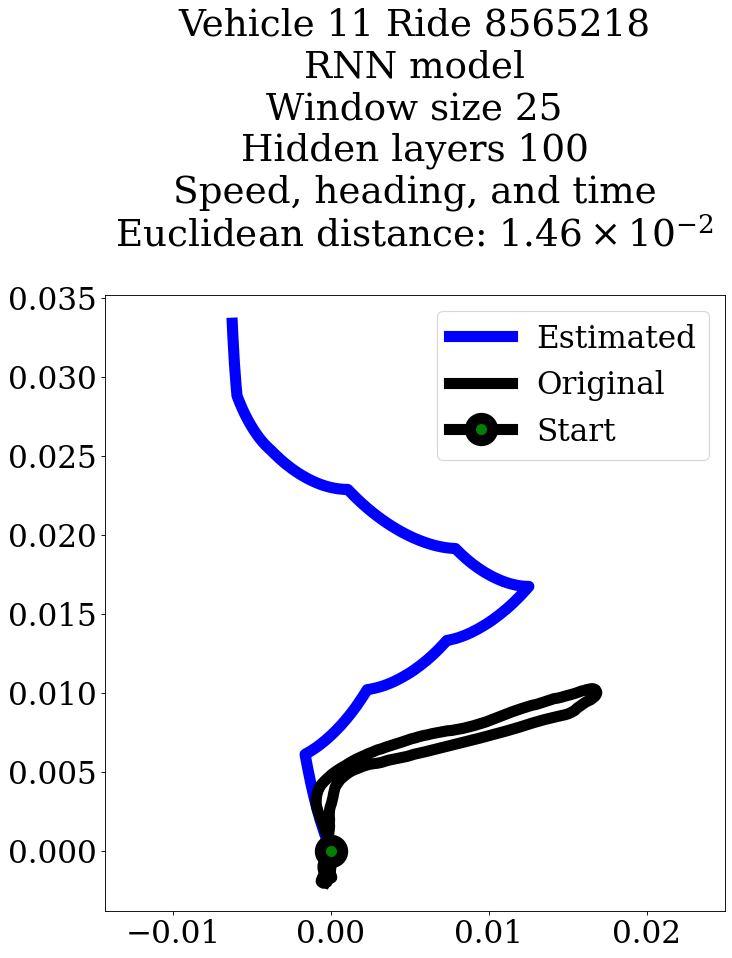 Vehicle 11 Ride 8565218
RNN model
Window size 25
Hidden layers 100
Speed, heading, and time
Euclidean distance: 1.46 × 10⁻²
0.035
0.030
0.025
0.020
0.015
0.010
0.005
0.000
Estimated
Original
Start
−0.01
0.00
0.01
0.02